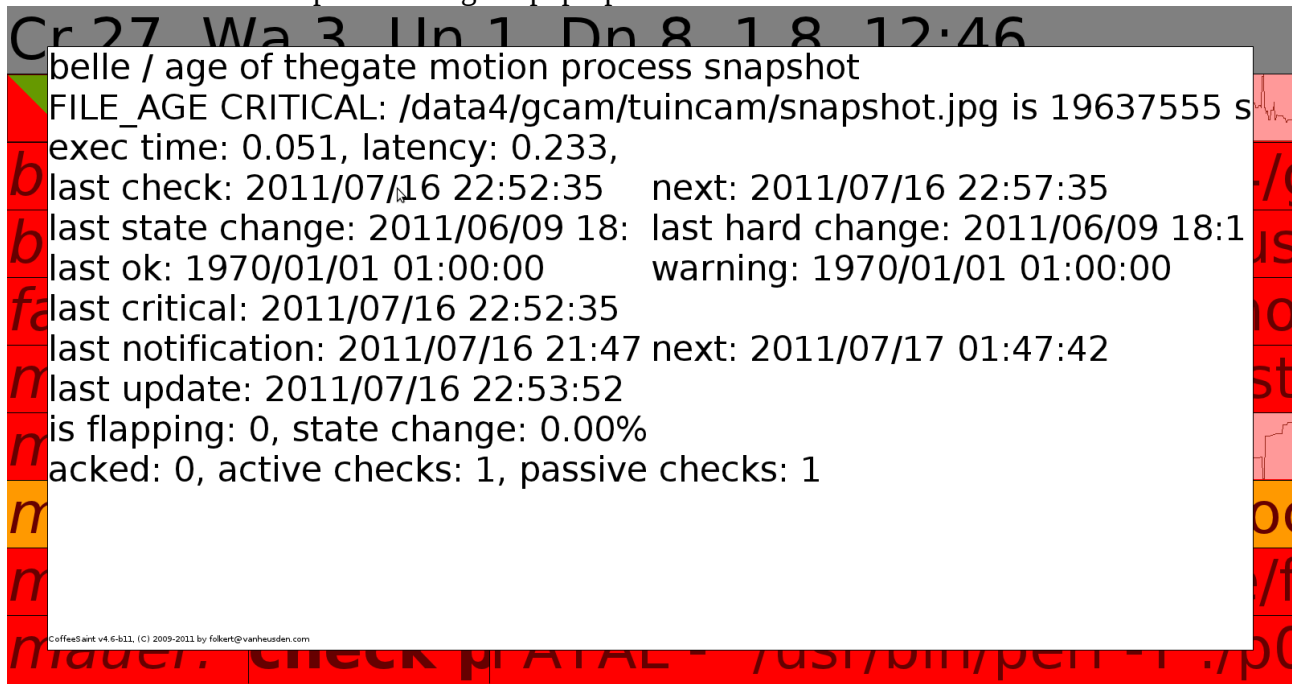 Cr 27 Wa 3 Un 1 Dn 8 1.8 12:46
belle / age of thegate motion process snapshot
FILE_AGE CRITICAL: /data4/gcam/tuincam/snapshot.jpg is 19637555 s
exec time: 0.051, latency: 0.233,
last check: 2011/07/16 22:52:35 next: 2011/07/16 22:57:35
last state change: 2011/06/09 18: last hard change: 2011/06/09 18:1
last ok: 1970/01/01 01:00:00 warning: 1970/01/01 01:00:00
last critical: 2011/07/16 22:52:35
last notification: 2011/07/16 21:47 next: 2011/07/17 01:47:42
last update: 2011/07/16 22:53:52
is flapping: 0, state change: 0.00%
acked: 0, active checks: 1, passive checks: 1
CoffeeSaint v4.6-b11, (C) 2009-2011 by folkert@vanheusden.com
mauer. check p FATAL - /usr/bin/perl -T ./p